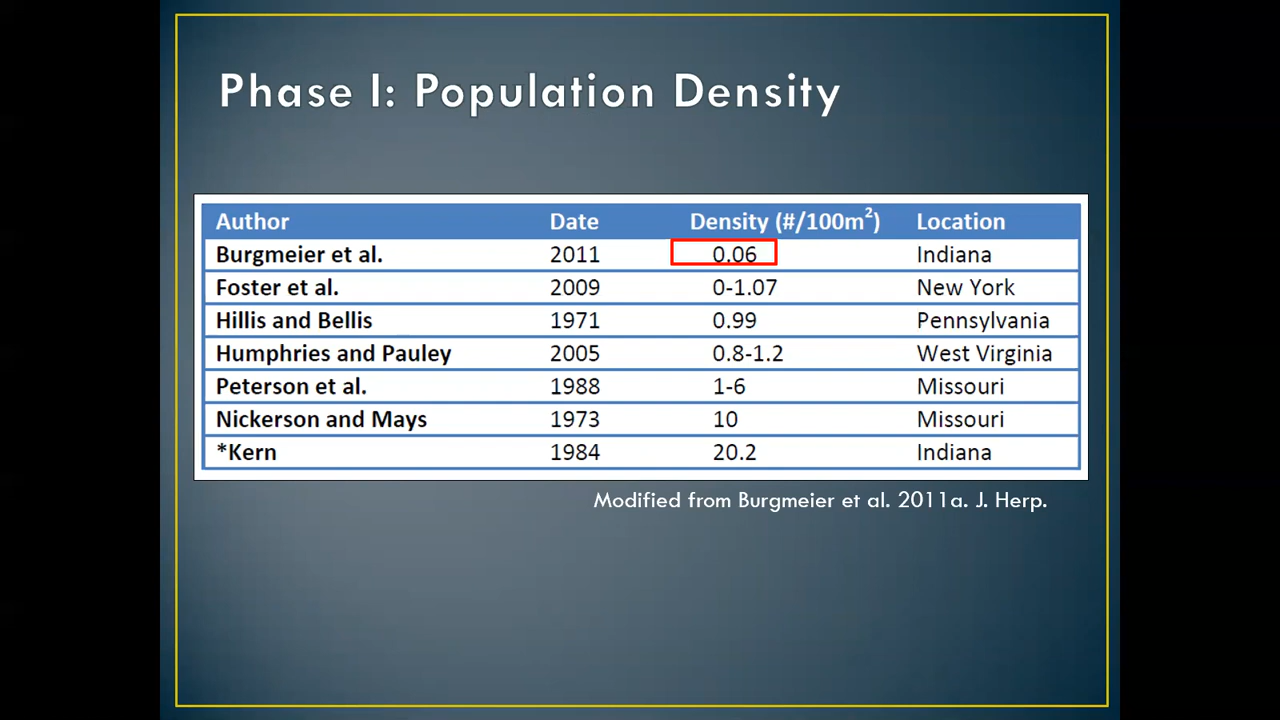 Phase I: Population Density
Author Date Density (#/100m²) Location
Burgmeier et al. 2011 0.06 Indiana
Foster et al. 2009 0-1.07 New York
Hillis and Bellis 1971 0.99 Pennsylvania
Humphries and Pauley 2005 0.8-1.2 West Virginia
Peterson et al. 1988 1-6 Missouri
Nickerson and Mays 1973 10 Missouri
*Kern 1984 20.2 Indiana
Modified from Burgmeier et al. 2011a. J. Herp.